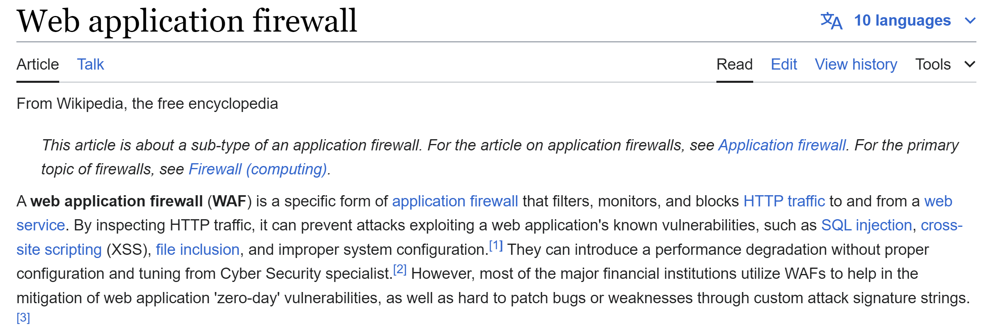 Web application firewall
文A 10 languages
Article Talk
Read Edit View history Tools
From Wikipedia, the free encyclopedia
This article is about a sub-type of an application firewall. For the article on application firewalls, see Application firewall. For the primary
topic of firewalls, see Firewall (computing).
A web application firewall (WAF) is a specific form of application firewall that filters, monitors, and blocks HTTP traffic to and from a web
service. By inspecting HTTP traffic, it can prevent attacks exploiting a web application's known vulnerabilities, such as SQL injection, cross-
site scripting (XSS), file inclusion, and improper system configuration.[1] They can introduce a performance degradation without proper
configuration and tuning from Cyber Security specialist.[2] However, most of the major financial institutions utilize WAFs to help in the
mitigation of web application 'zero-day' vulnerabilities, as well as hard to patch bugs or weaknesses through custom attack signature strings.
[3]